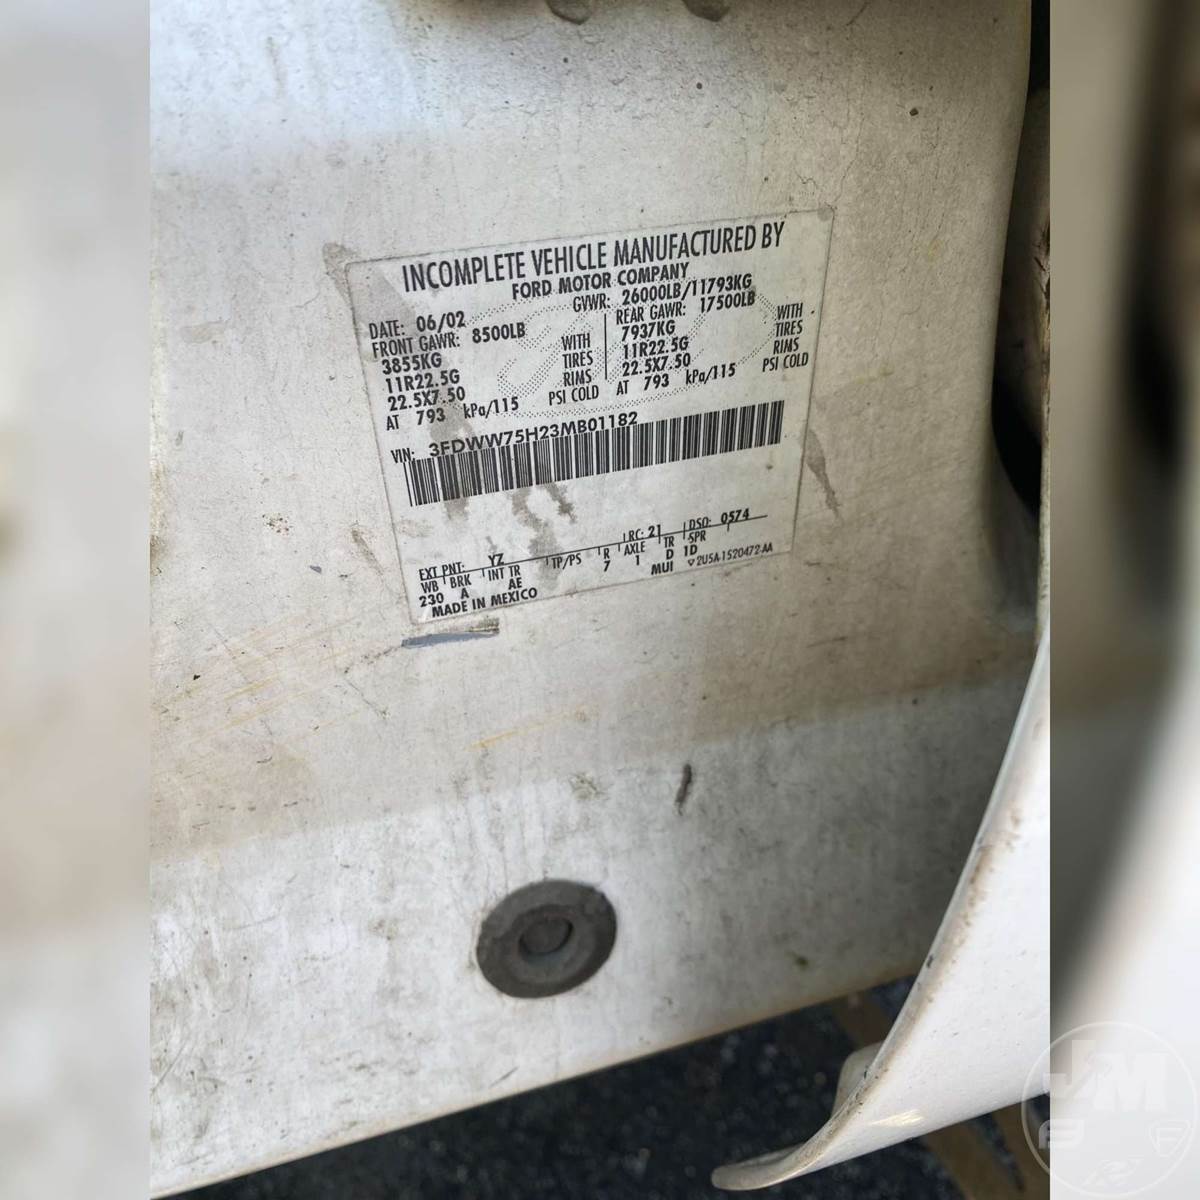 INCOMPLETE VEHICLE MANUFACTURED BY
FORD MOTOR COMPANY
DATE: 06/02 GVWR: 26000LB/11793KG
FRONT GAWR: 8500LB REAR GAWR: 17500LB
3855KG WITH 7937KG WITH
11R22.5G TIRES 11R22.5G TIRES
22.5X7.50 RIMS 22.5X7.50 RIMS
AT 793 kPa/115 PSI COLD AT 793 kPa/115 PSI COLD
VIN: 3FDWW75H23MB01182
EXT PNT: YZ RC: 21 DSO: 0574
WB BRK INT TR TP/PS R AXLE TR SPR
230 A AE 7 1 D 1D
MADE IN MEXICO MUI 2U5A-1520472-AA
J&M